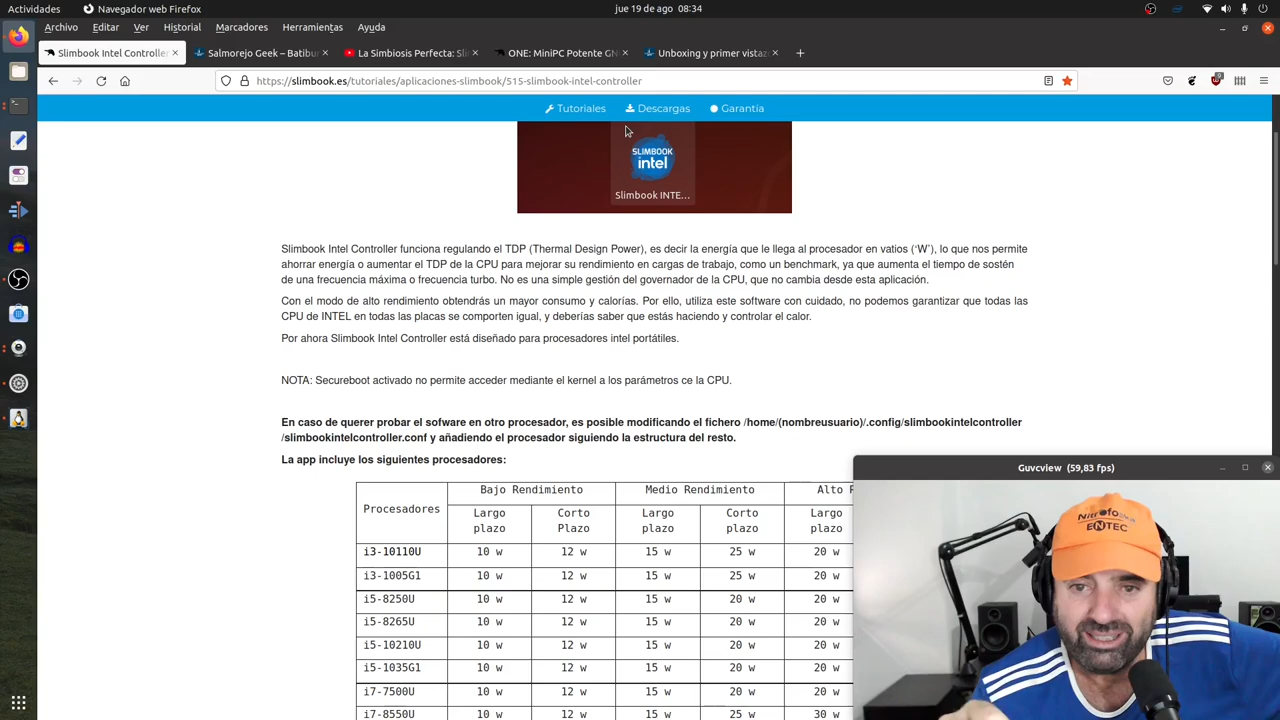 Actividades
Navegador web Firefox
jue 19 de ago 08:34
Archivo Editar Ver Historial Marcadores Herramientas Ayuda
Slimbook Intel Controller
Salmorejo Geek – Batibur
La Simbiosis Perfecta: Sli
ONE: MiniPC Potente GN
Unboxing y primer vistaz
https://slimbook.es/tutoriales/aplicaciones-slimbook/515-slimbook-intel-controller
Tutoriales Descargas Garantía
SLIMBOOK
intel
Slimbook INTE...
Slimbook Intel Controller funciona regulando el TDP (Thermal Design Power), es decir la energía que le llega al procesador en vatios ('W'), lo que nos permite
ahorrar energía o aumentar el TDP de la CPU para mejorar su rendimiento en cargas de trabajo, como un benchmark, ya que aumenta el tiempo de sostén
de una frecuencia máxima o frecuencia turbo. No es una simple gestión del governador de la CPU, que no cambia desde esta aplicación.
Con el modo de alto rendimiento obtendrás un mayor consumo y calorías. Por ello, utiliza este software con cuidado, no podemos garantizar que todas las
CPU de INTEL en todas las placas se comporten igual, y deberías saber que estás haciendo y controlar el calor.
Por ahora Slimbook Intel Controller está diseñado para procesadores intel portátiles.
NOTA: Secureboot activado no permite acceder mediante el kernel a los parámetros ce la CPU.
En caso de querer probar el sofware en otro procesador, es posible modificando el fichero /home/(nombreusuario)/.config/slimbookintelcontroller
/slimbookintelcontroller.conf y añadiendo el procesador siguiendo la estructura del resto.
La app incluye los siguientes procesadores:
Procesadores
Bajo Rendimiento
Medio Rendimiento
Alto
Largo plazo
Corto Plazo
Largo plazo
Corto plazo
Largo plazo
i3-10110U 10 w 12 w 15 w 25 w 20 w
i3-1005G1 10 w 12 w 15 w 25 w 20 w
i5-8250U 10 w 12 w 15 w 20 w 20 w
i5-8265U 10 w 12 w 15 w 20 w 20 w
i5-10210U 10 w 12 w 15 w 20 w 20 w
i5-1035G1 10 w 12 w 15 w 20 w 20 w
i7-7500U 10 w 12 w 15 w 20 w 20 w
i7-8550U 10 w 12 w 15 w 25 w 30 w
Guvcview (59,83 fps)
ENTEC